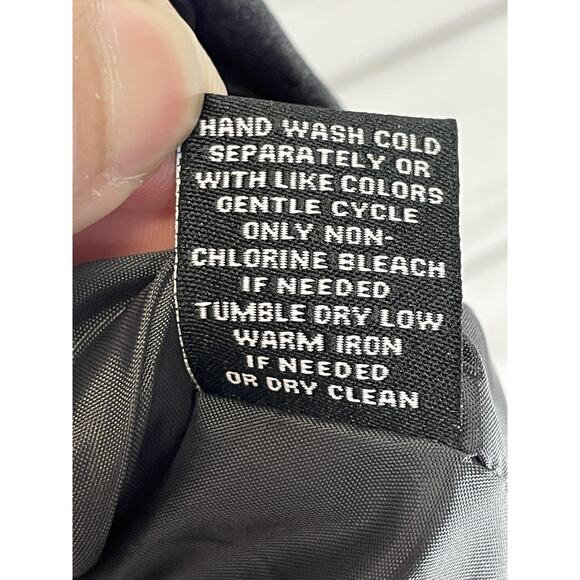 HAND WASH COLD
SEPARATELY OR
WITH LIKE COLORS
GENTLE CYCLE
ONLY NON-
CHLORINE BLEACH
IF NEEDED
TUMBLE DRY LOW
WARM IRON
IF NEEDED
OR DRY CLEAN